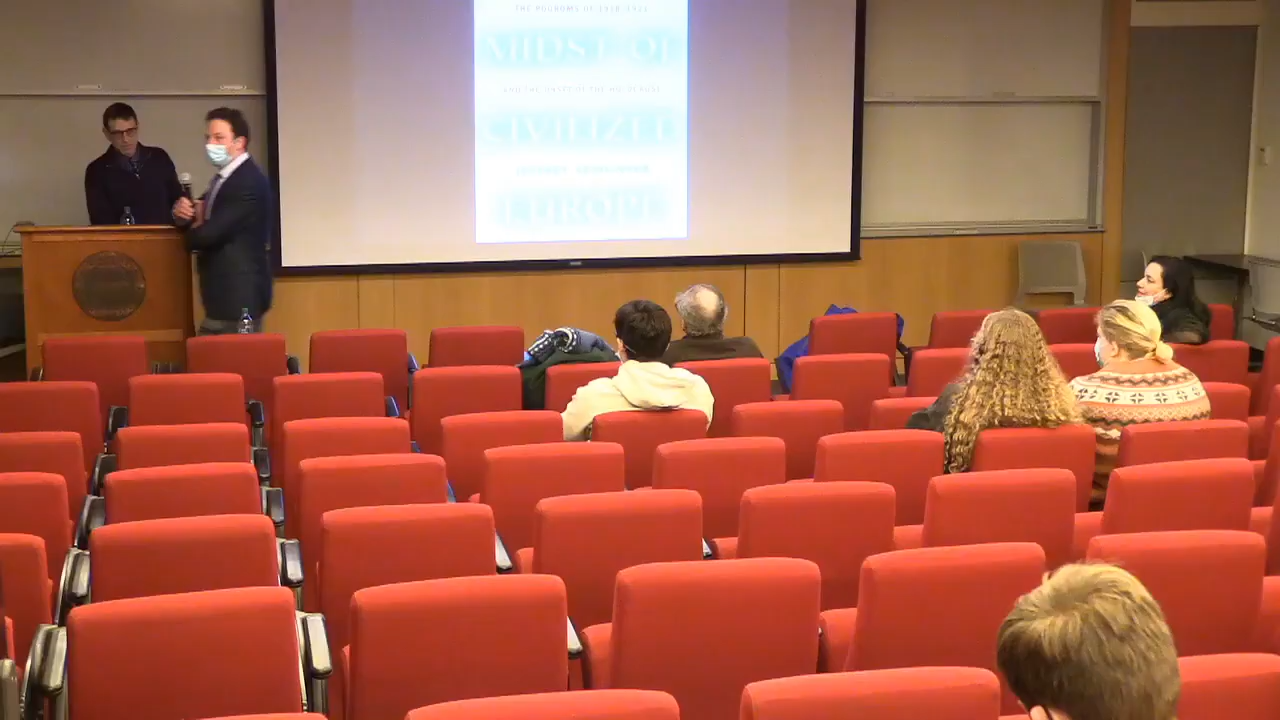 THE POGROMS OF 1918–1921
MIDST OF
AND THE ONSET OF THE HOLOCAUST
CIVILIZED
EUROPE